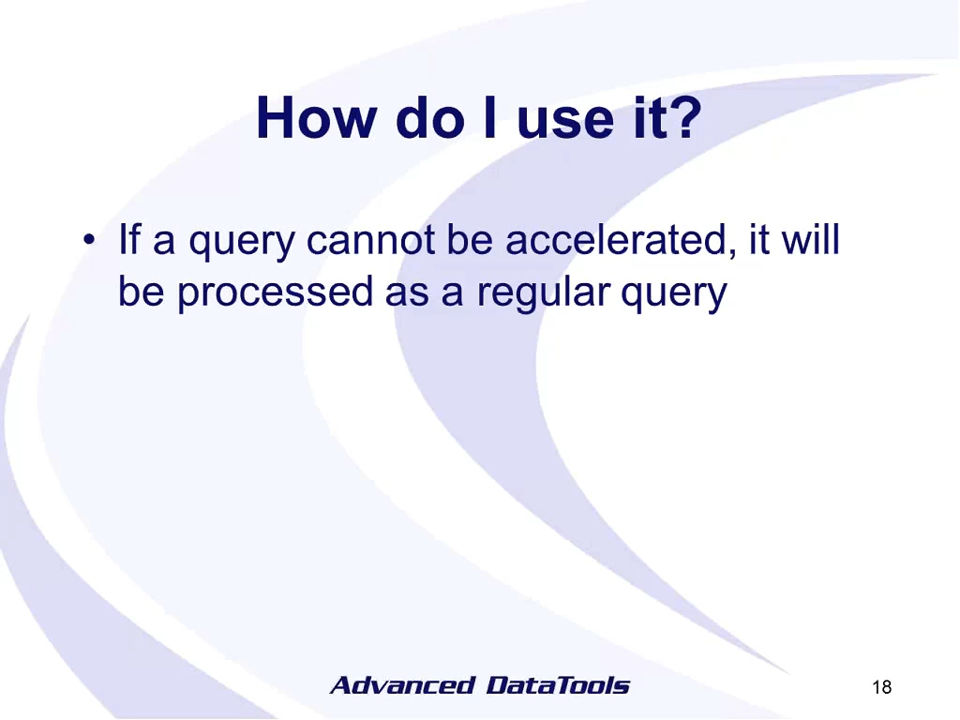 How do I use it?
• If a query cannot be accelerated, it will
be processed as a regular query
Advanced DataTools
18